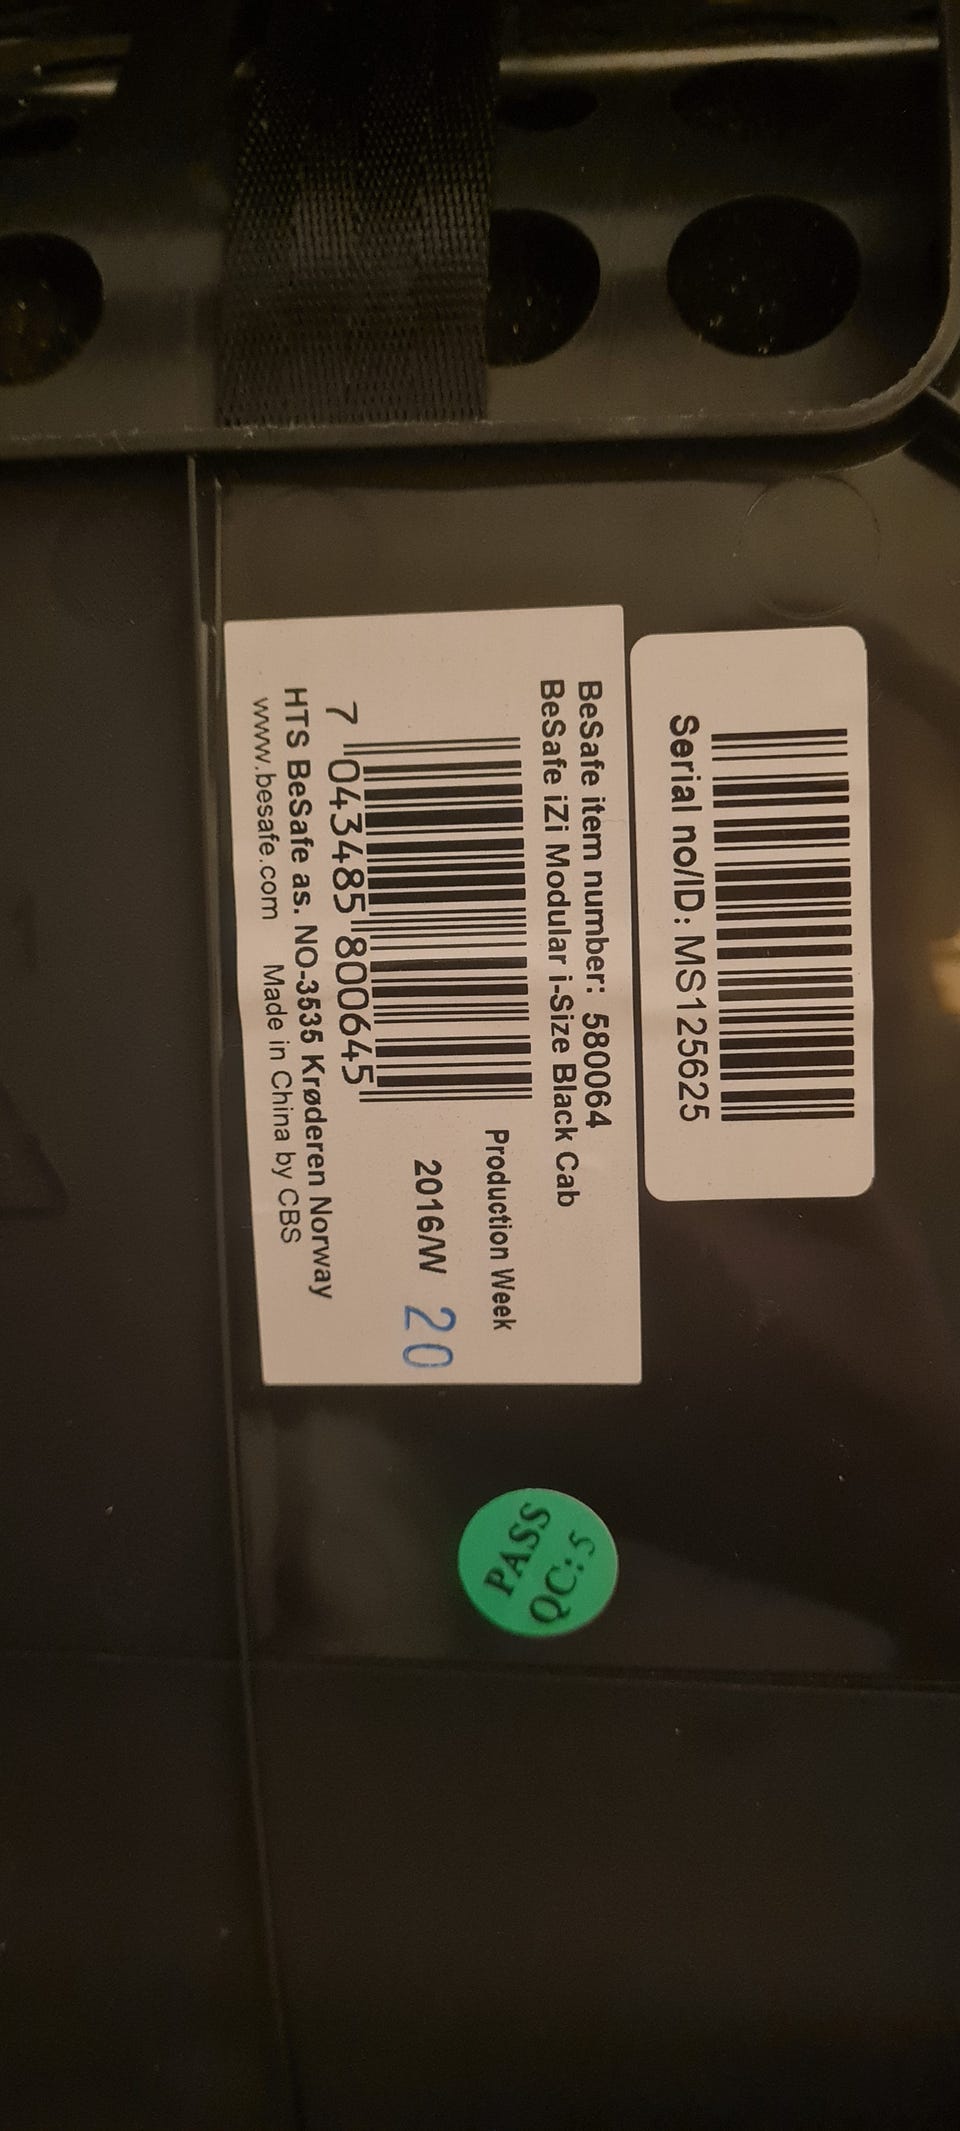 Serial no/ID: MS125625
BeSafe item number: 580064
BeSafe iZi Modular i-Size Black Cab
Production Week
2016/W 20
7 043485 800645
HTS BeSafe as. NO-3535 Krøderen Norway
www.besafe.com Made in China by CBS
PASS
QC:5